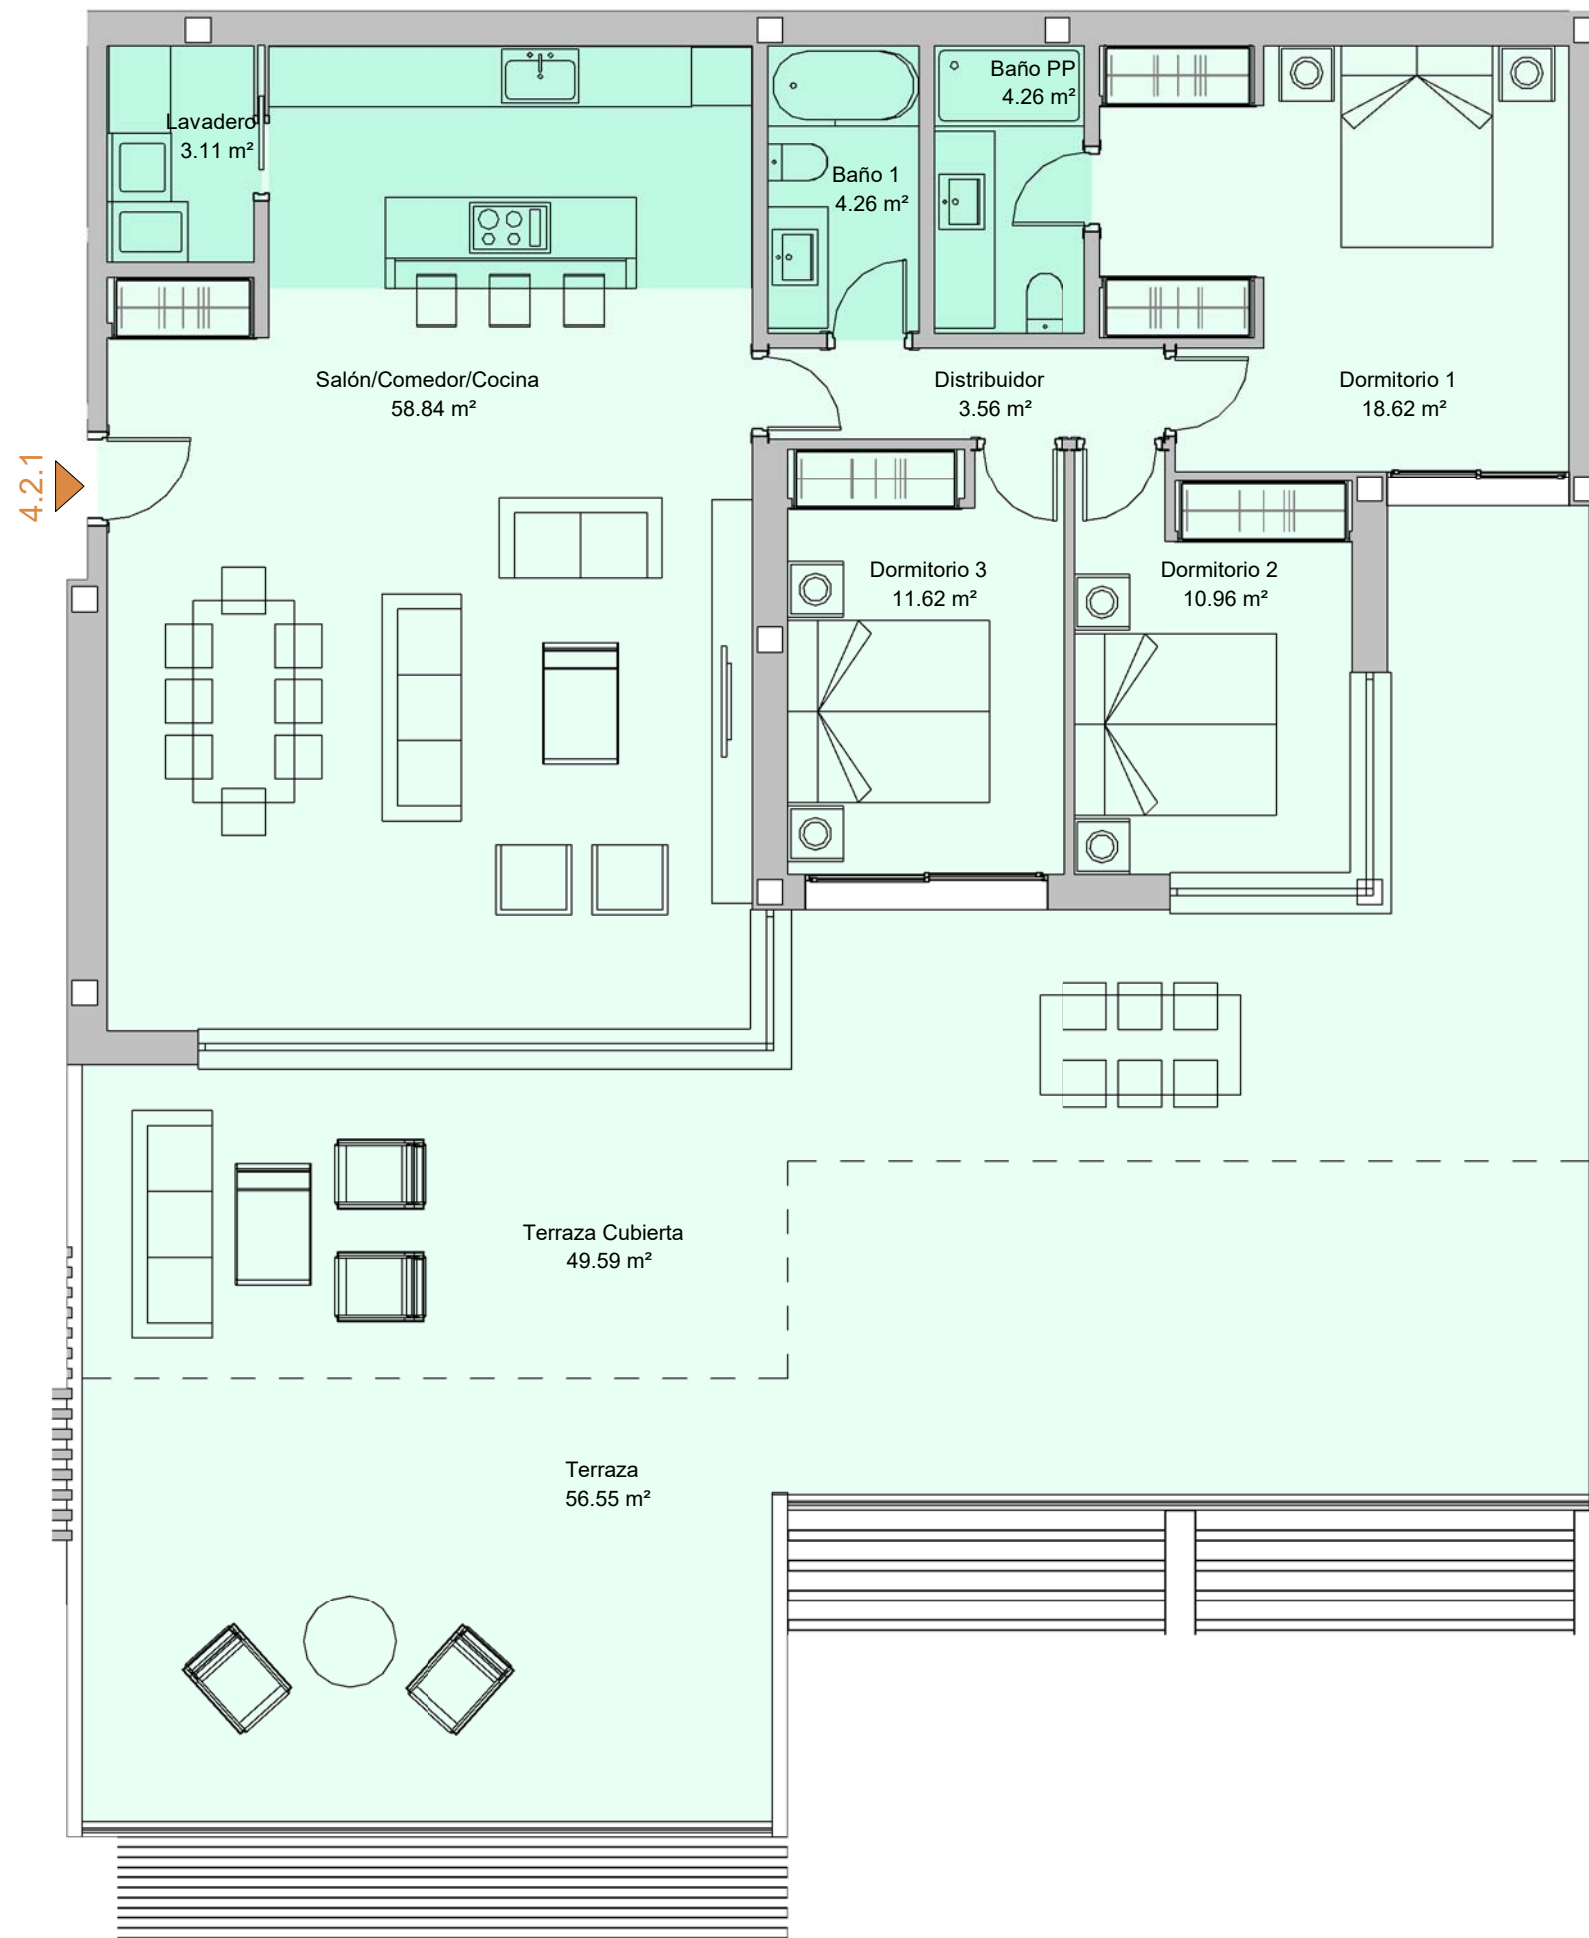 Lavadero
3.11 m²
Baño 1
4.26 m²
Baño PP
4.26 m²
Salón/Comedor/Cocina
58.84 m²
Distribuidor
3.56 m²
Dormitorio 1
18.62 m²
4.2.1
Dormitorio 3
11.62 m²
Dormitorio 2
10.96 m²
Terraza Cubierta
49.59 m²
Terraza
56.55 m²